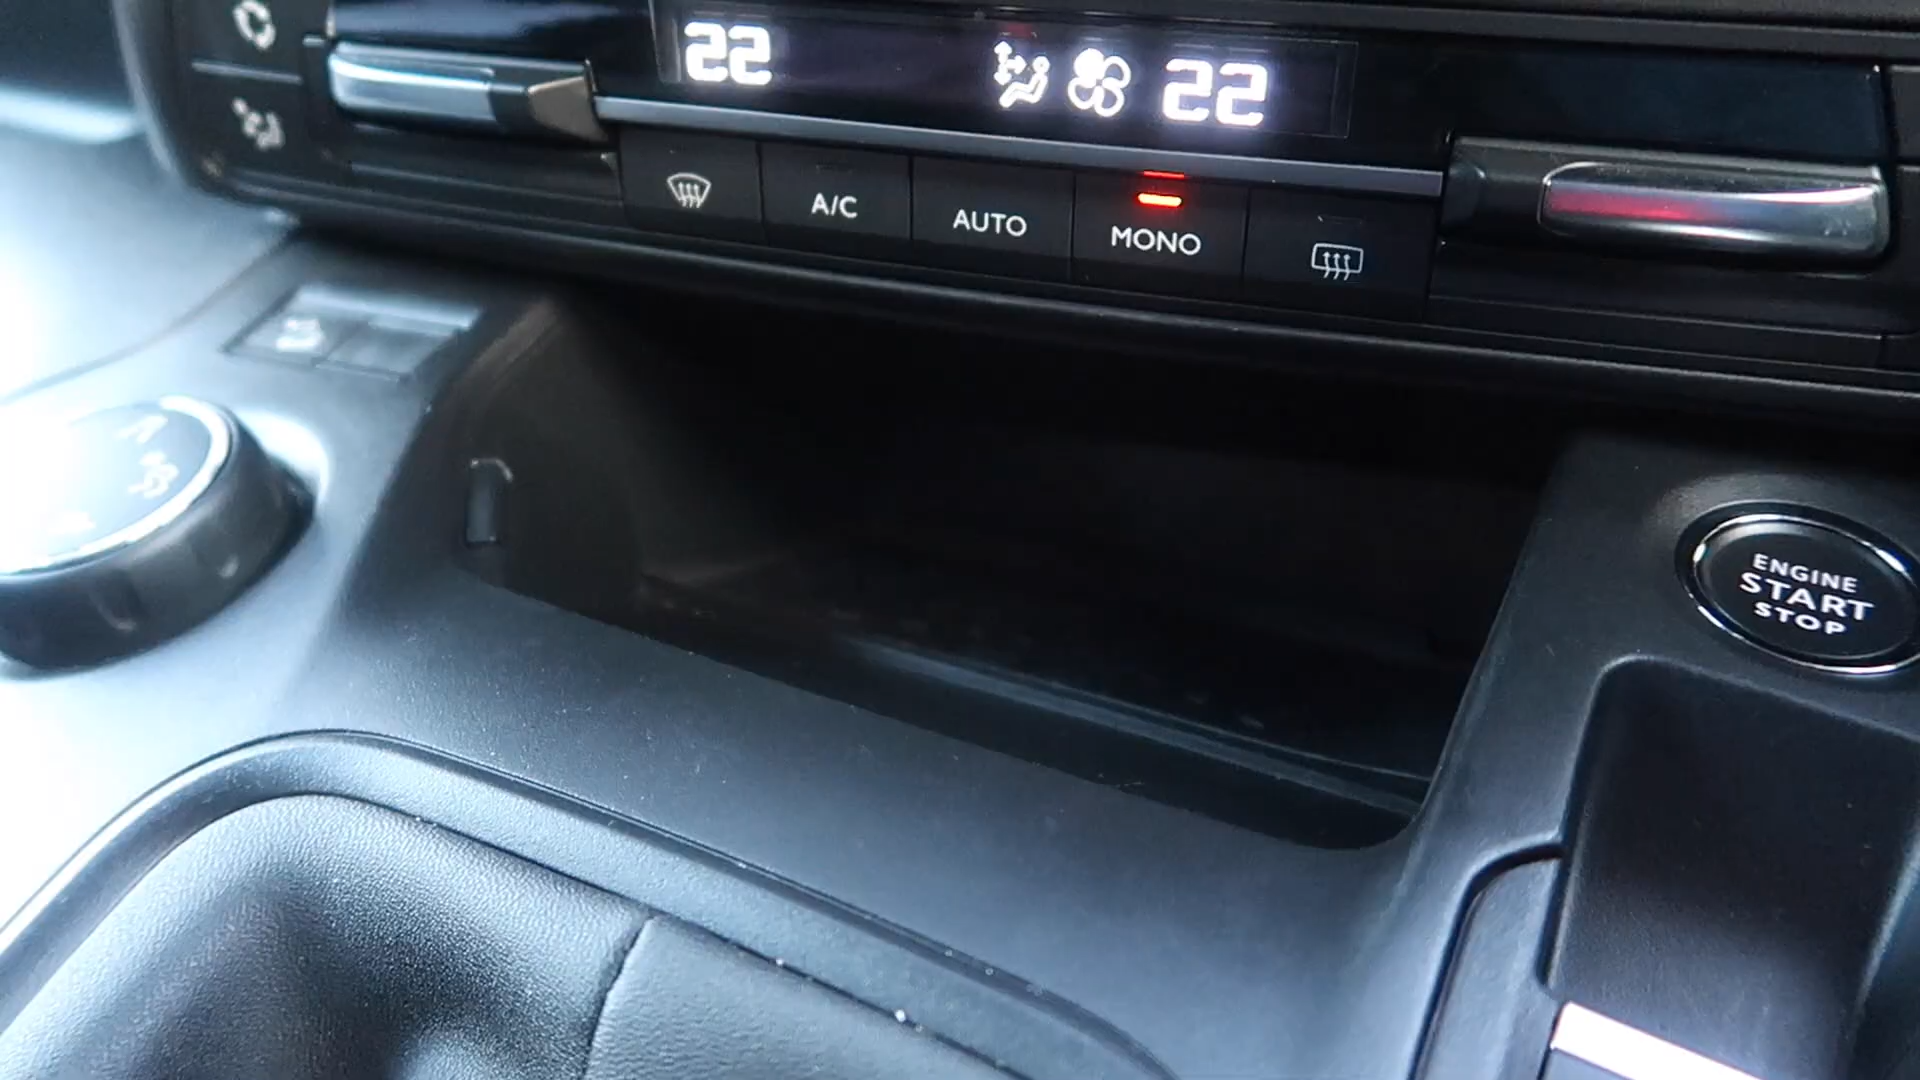 22
22
A/C
AUTO
MONO
ENGINE
START
STOP